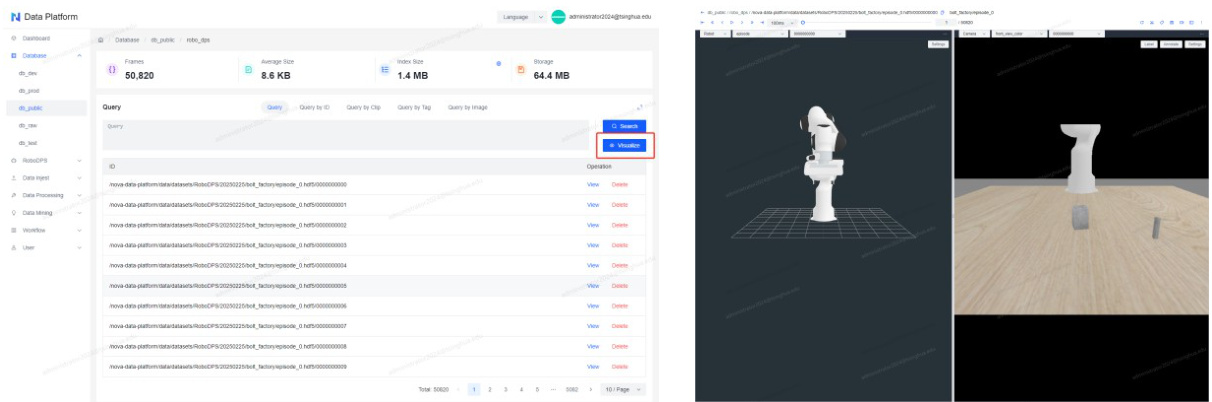 Data Platform
Language
administrator2024@tsinghua.edu
Dashboard
Database
db_dev
db_prod
db_public
db_raw
db_test
RoboDPS
Data Inject
Data Processing
Data Mining
Workflow
User
/ Database / db_public / robo_dps
Frames
50,820
Average Size
8.6 KB
Index Size
1.4 MB
Storage
64.4 MB
Query
Query
Query by ID
Query by Clip
Query by Tag
Query by Image
Query
Search
Visualize
ID
Operation
/nova-data-platform/data/datasets/RoboDPS/20250225/bolt_factory/episode_0.hdf5/0000000000 View Delete
/nova-data-platform/data/datasets/RoboDPS/20250225/bolt_factory/episode_0.hdf5/0000000001 View Delete
/nova-data-platform/data/datasets/RoboDPS/20250225/bolt_factory/episode_0.hdf5/0000000002 View Delete
/nova-data-platform/data/datasets/RoboDPS/20250225/bolt_factory/episode_0.hdf5/0000000003 View Delete
/nova-data-platform/data/datasets/RoboDPS/20250225/bolt_factory/episode_0.hdf5/0000000004 View Delete
/nova-data-platform/data/datasets/RoboDPS/20250225/bolt_factory/episode_0.hdf5/0000000005 View Delete
/nova-data-platform/data/datasets/RoboDPS/20250225/bolt_factory/episode_0.hdf5/0000000006 View Delete
/nova-data-platform/data/datasets/RoboDPS/20250225/bolt_factory/episode_0.hdf5/0000000007 View Delete
/nova-data-platform/data/datasets/RoboDPS/20250225/bolt_factory/episode_0.hdf5/0000000008 View Delete
/nova-data-platform/data/datasets/RoboDPS/20250225/bolt_factory/episode_0.hdf5/0000000009 View Delete
Total 50820
1 2 3 4 5 ... 5082
10 / Page
db_public / robo_dps / /nova-data-platform/data/datasets/RoboDPS/20250225/bolt_factory/episode_0.hdf5/0000000000 bolt_factory/episode_0
100ms
/ 50820
Robot
episode
0000000000
Settings
Camera
0000000000
Label
Settings